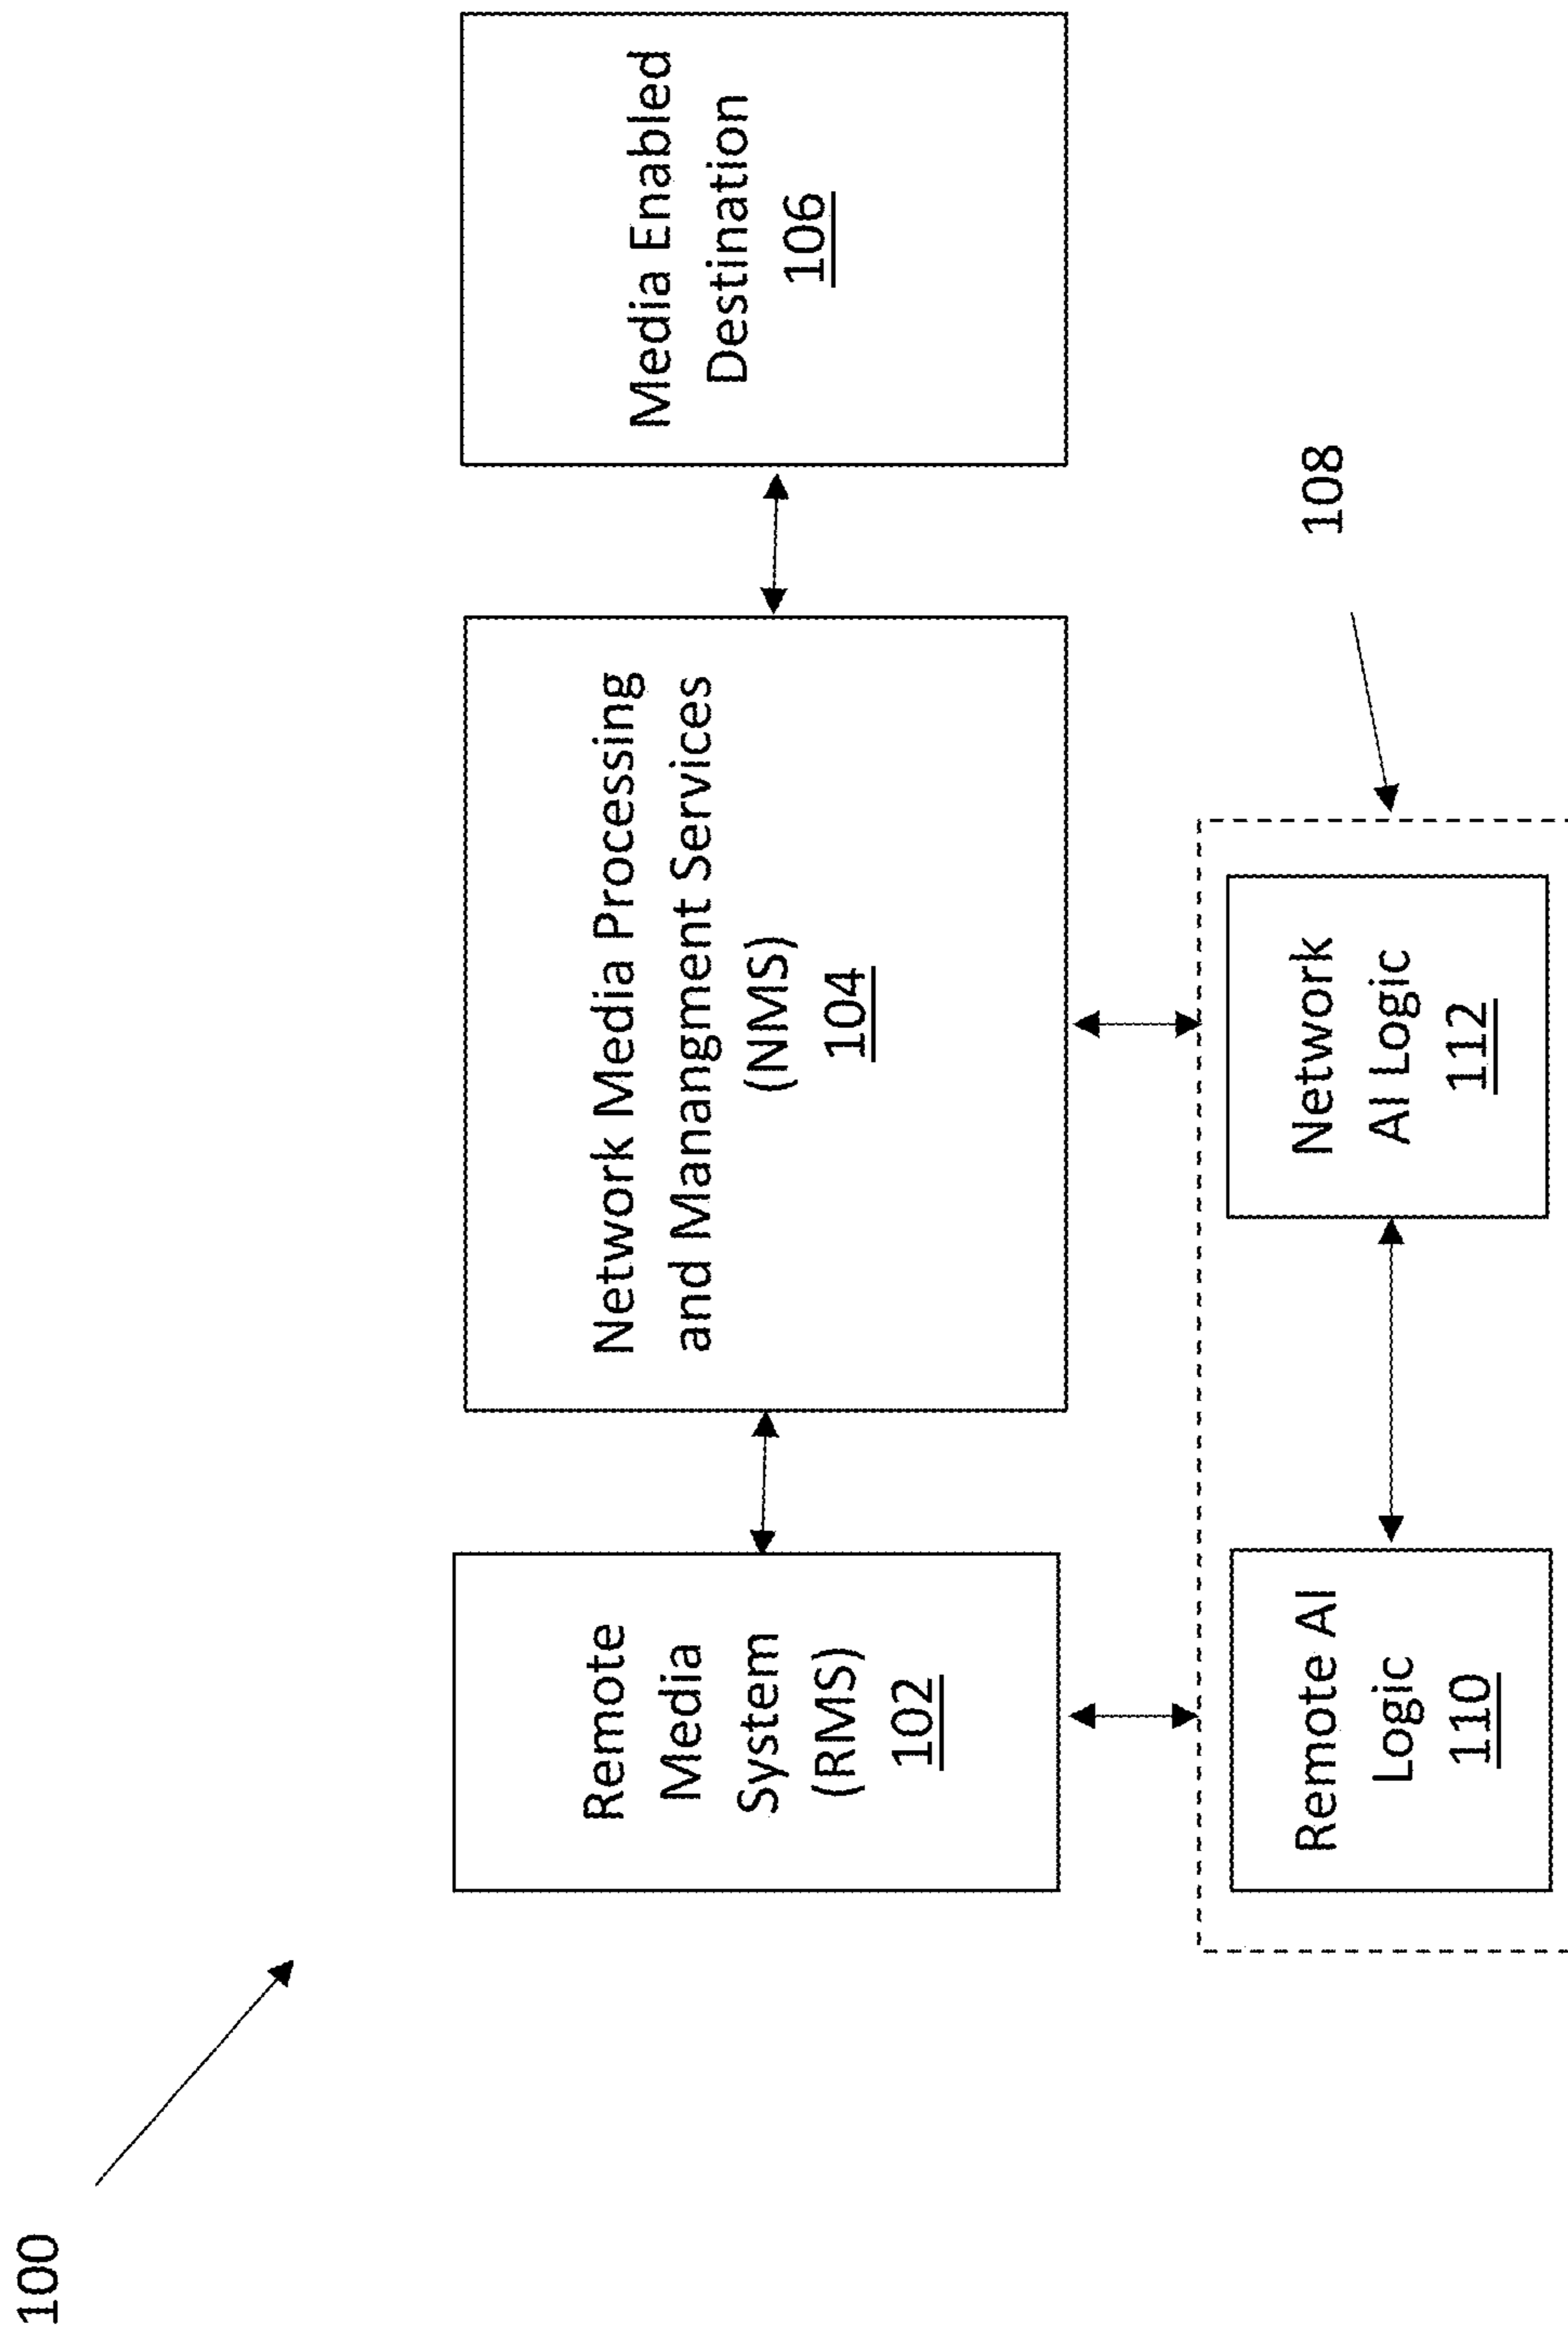 100
Remote
Media
System
(RMS)
102
Network Media Processing
and Manangment Services
(NMS)
104
Media Enabled
Destination
106
108
Remote AI
Logic
110
Network
AI Logic
112